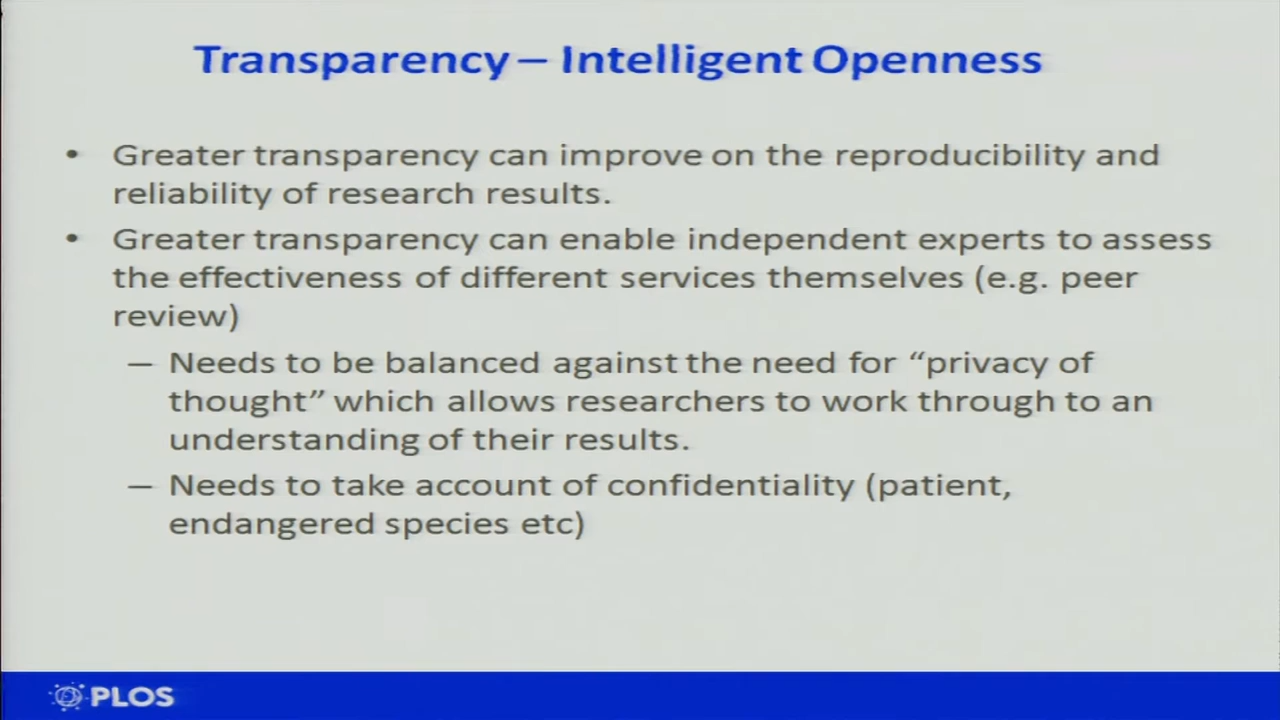 Transparency – Intelligent Openness
• Greater transparency can improve on the reproducibility and
reliability of research results.
• Greater transparency can enable independent experts to assess
the effectiveness of different services themselves (e.g. peer
review)
– Needs to be balanced against the need for “privacy of
thought” which allows researchers to work through to an
understanding of their results.
– Needs to take account of confidentiality (patient,
endangered species etc)
PLOS